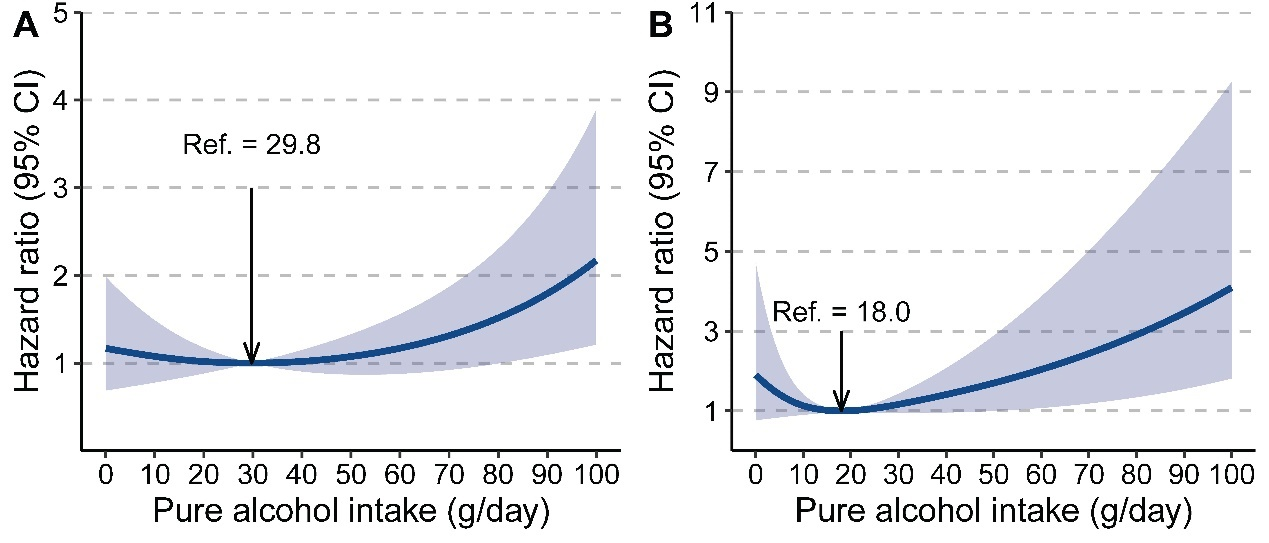 A
Hazard ratio (95% CI)
5
4
3
2
1
Ref. = 29.8
0 10 20 30 40 50 60 70 80 90 100
Pure alcohol intake (g/day)
B
Hazard ratio (95% CI)
11
9
7
5
3
1
Ref. = 18.0
0 10 20 30 40 50 60 70 80 90 100
Pure alcohol intake (g/day)